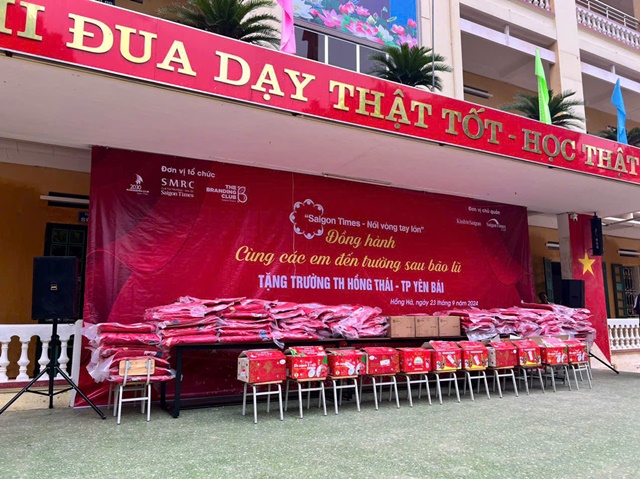 HI ĐUA DẠY THẬT TỐT - HỌC THẬT
Đơn vị tổ chức
2030
SMRC
Saigon Times
THE
BRANDING
CLUB
Đơn vị chủ quản
"Saigon Times - Nối vòng tay lớn"
Đồng hành
Cùng các em đến trường sau bão lũ
TẶNG TRƯỜNG TH HỒNG THÁI - TP YÊN BÁI
Hồng Hà, ngày 23 tháng 9 năm 2024